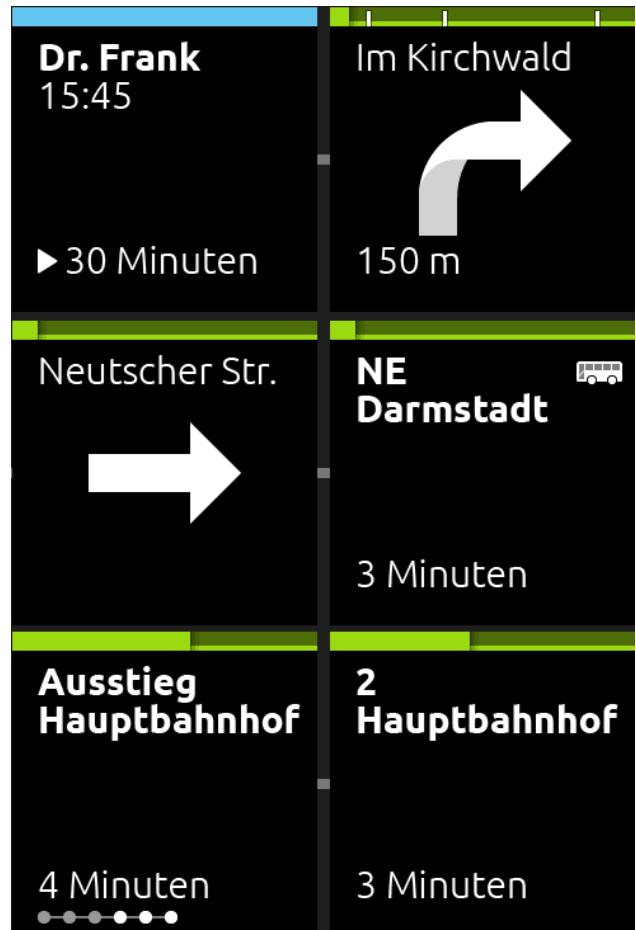 Dr. Frank
15:45
30 Minuten
Im Kirchwald
150 m
Neutscher Str.
NE
Darmstadt
3 Minuten
Ausstieg
Hauptbahnhof
4 Minuten
2
Hauptbahnhof
3 Minuten